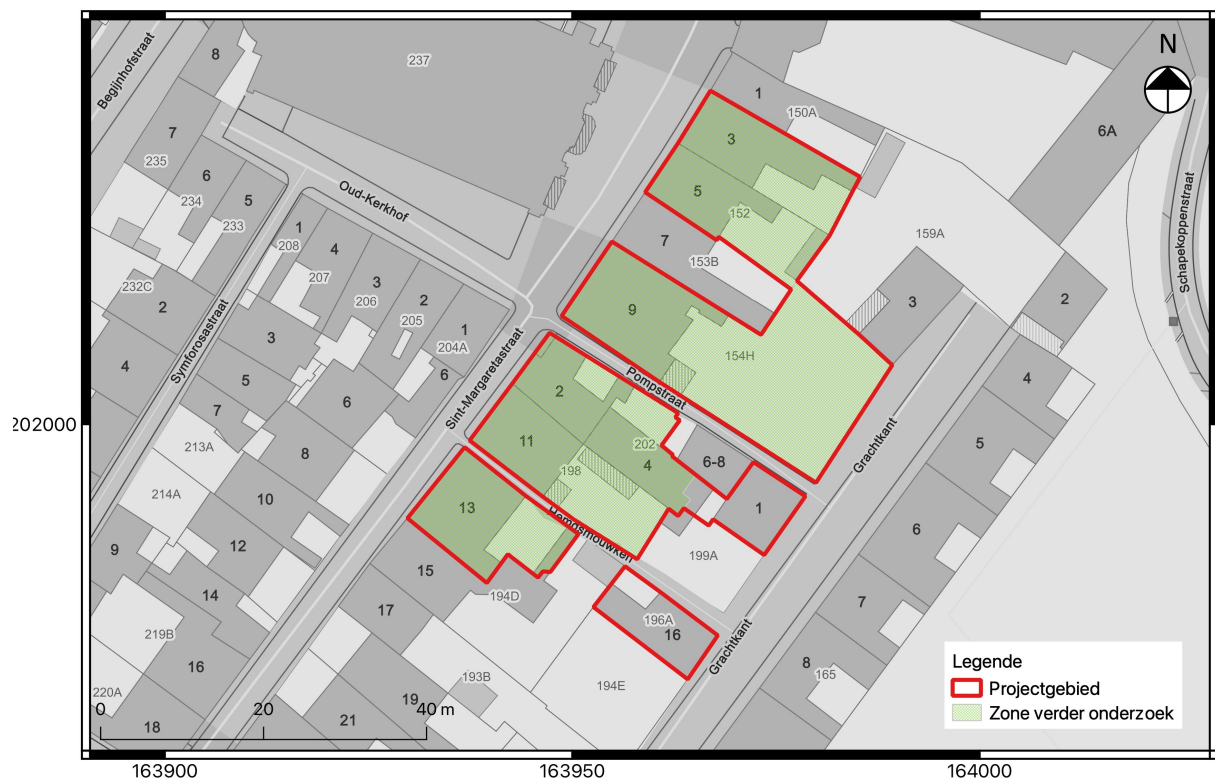 N
237
8
1
150A
3
6A
Begijnhofstraat
7
235
6
234
5
233
Oud-Kerkhof
5
152
7
153B
159A
Schapekoppenstraat
1
208
4
207
3
206
2
205
1
204A
6
232C
2
4
Symforosastraat
3
5
7
6
213A
8
214A
10
12
9
14
219B
16
220A
18
Sint-Margaretastraat
9
154H
3
2
4
5
6
7
8
165
Pompstraat
2
11
202
4
198
6-8
1
199A
Hemdsmouwken
13
15
194D
17
196A
16
194E
193B
19
21
Grachtkant
Grachtkant
202000
0
20
40 m
163900
163950
164000
Legende
Projectgebied
Zone verder onderzoek